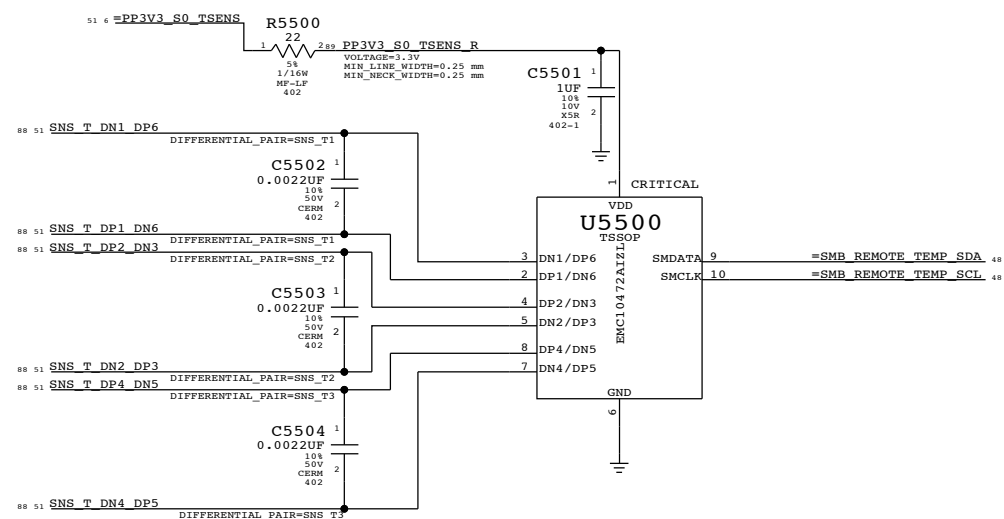 51 6 =PP3V3_S0_TSENS
R5500
22
1 2
5%
1/16W
MF-LF
402
89 PP3V3_S0_TSENS_R
VOLTAGE=3.3V
MIN_LINE_WIDTH=0.25 mm
MIN_NECK_WIDTH=0.25 mm
C5501 1
1UF
10%
10V
X5R 2
402-1
88 51 SNS_T_DN1_DP6
DIFFERENTIAL_PAIR=SNS_T1
C5502 1
0.0022UF
10%
50V
CERM 2
402
88 51 SNS_T_DP1_DN6
DIFFERENTIAL_PAIR=SNS_T1
88 51 SNS_T_DP2_DN3
DIFFERENTIAL_PAIR=SNS_T2
C5503 1
0.0022UF
10%
50V
CERM 2
402
88 51 SNS_T_DN2_DP3
DIFFERENTIAL_PAIR=SNS_T2
88 51 SNS_T_DP4_DN5
DIFFERENTIAL_PAIR=SNS_T3
C5504 1
0.0022UF
10%
50V
CERM 2
402
88 51 SNS_T_DN4_DP5
DIFFERENTIAL_PAIR=SNS_T3
1 CRITICAL
VDD
U5500
TSSOP
EMC10472AIZL
3 DN1/DP6
2 DP1/DN6
4 DP2/DN3
5 DN2/DP3
8 DP4/DN5
7 DN4/DP5
SMDATA 9 =SMB_REMOTE_TEMP_SDA 48
SMCLK 10 =SMB_REMOTE_TEMP_SCL 48
GND
6